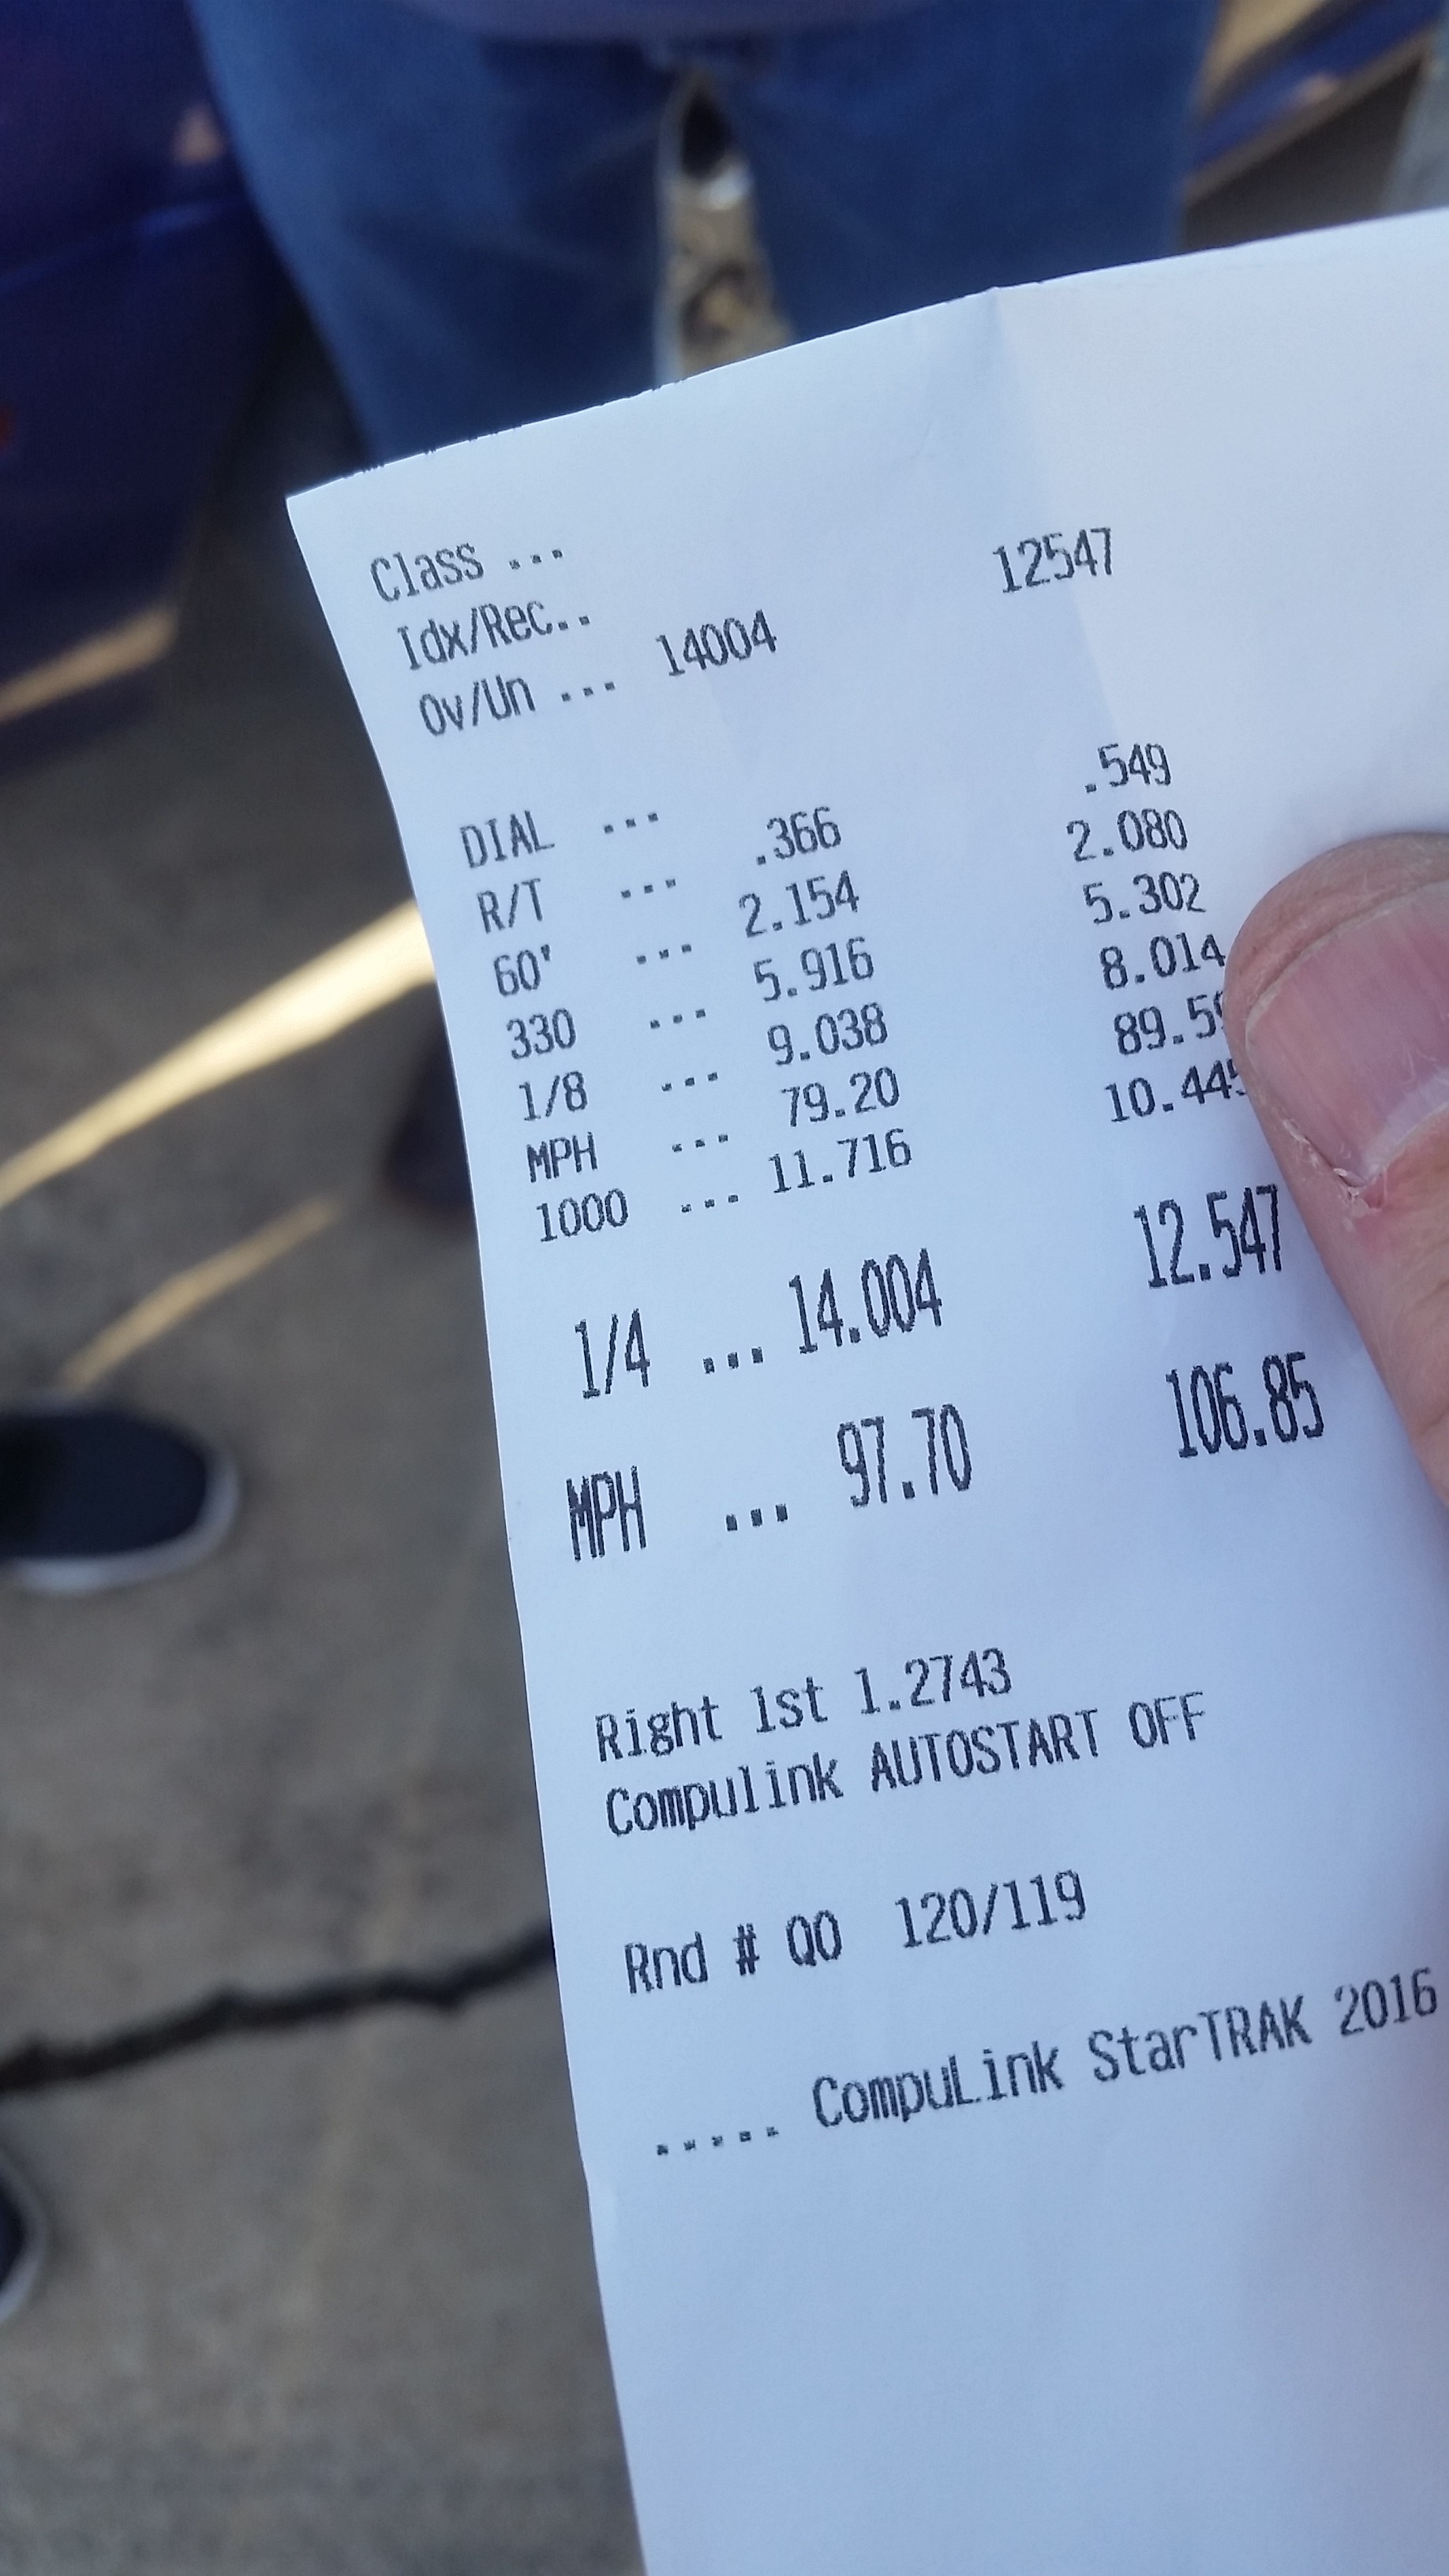 Class ...
Idx/Rec..
Ov/Un ... 14004 12547
DIAL ...
R/T ... .366 .549
60' ... 2.154 2.080
330 ... 5.916 5.302
1/8 ... 9.038 8.014
MPH ... 79.20
1000 ... 11.716
1/4 ... 14.004 12.547
MPH ... 97.70 106.85
Right 1st 1.2743
Compulink AUTOSTART OFF
Rnd # Q0 120/119
..... CompuLink StarTRAK 2016